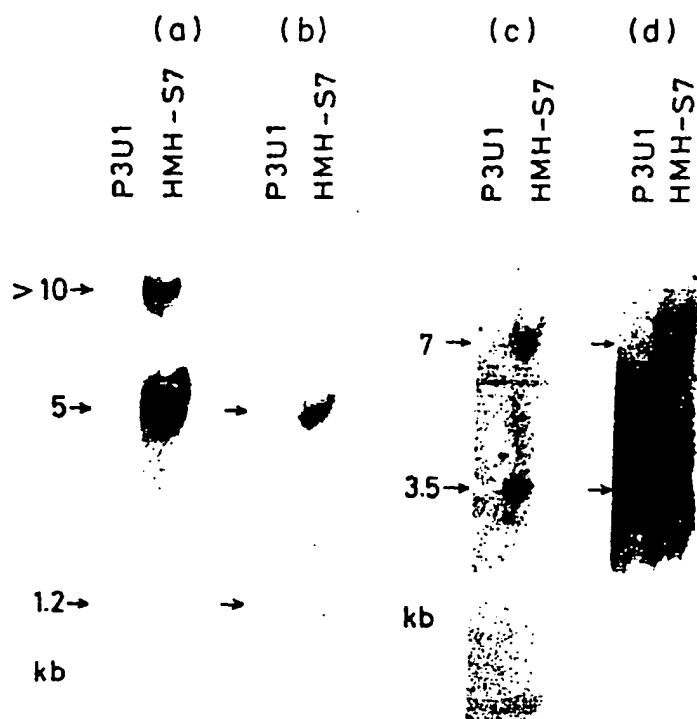 (a) (b) (c) (d)
P3U1 HMH-S7 P3U1 HMH-S7 P3U1 HMH-S7 P3U1 HMH-S7
> 10→
7 →
5→
3.5→
1.2→
kb
kb